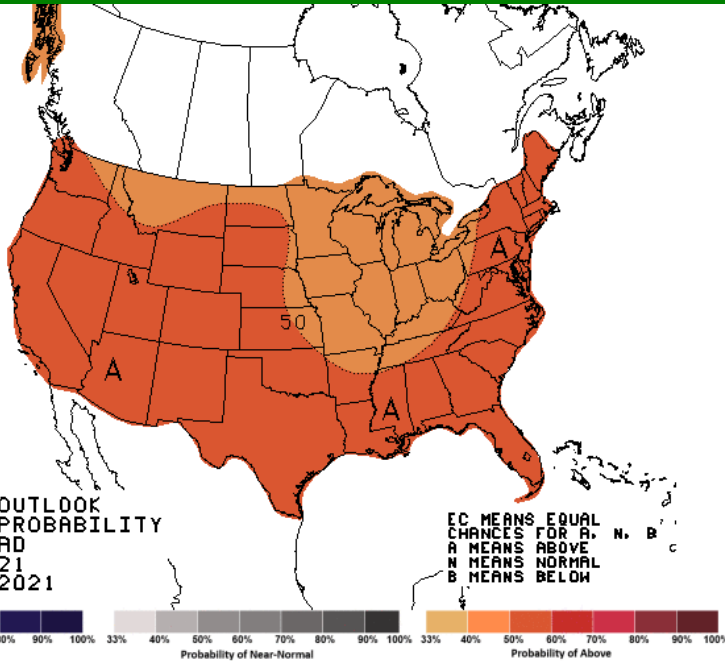 A
50
A
A
OUTLOOK
PROBABILITY
AD
21
2021
EC MEANS EQUAL
CHANCES FOR A, N, B
A MEANS ABOVE
N MEANS NORMAL
B MEANS BELOW
C
0% 90% 100%
33% 40% 50% 60% 70% 80% 90% 100%
Probability of Near-Normal
33% 40% 50% 60% 70% 80% 90% 100%
Probability of Above